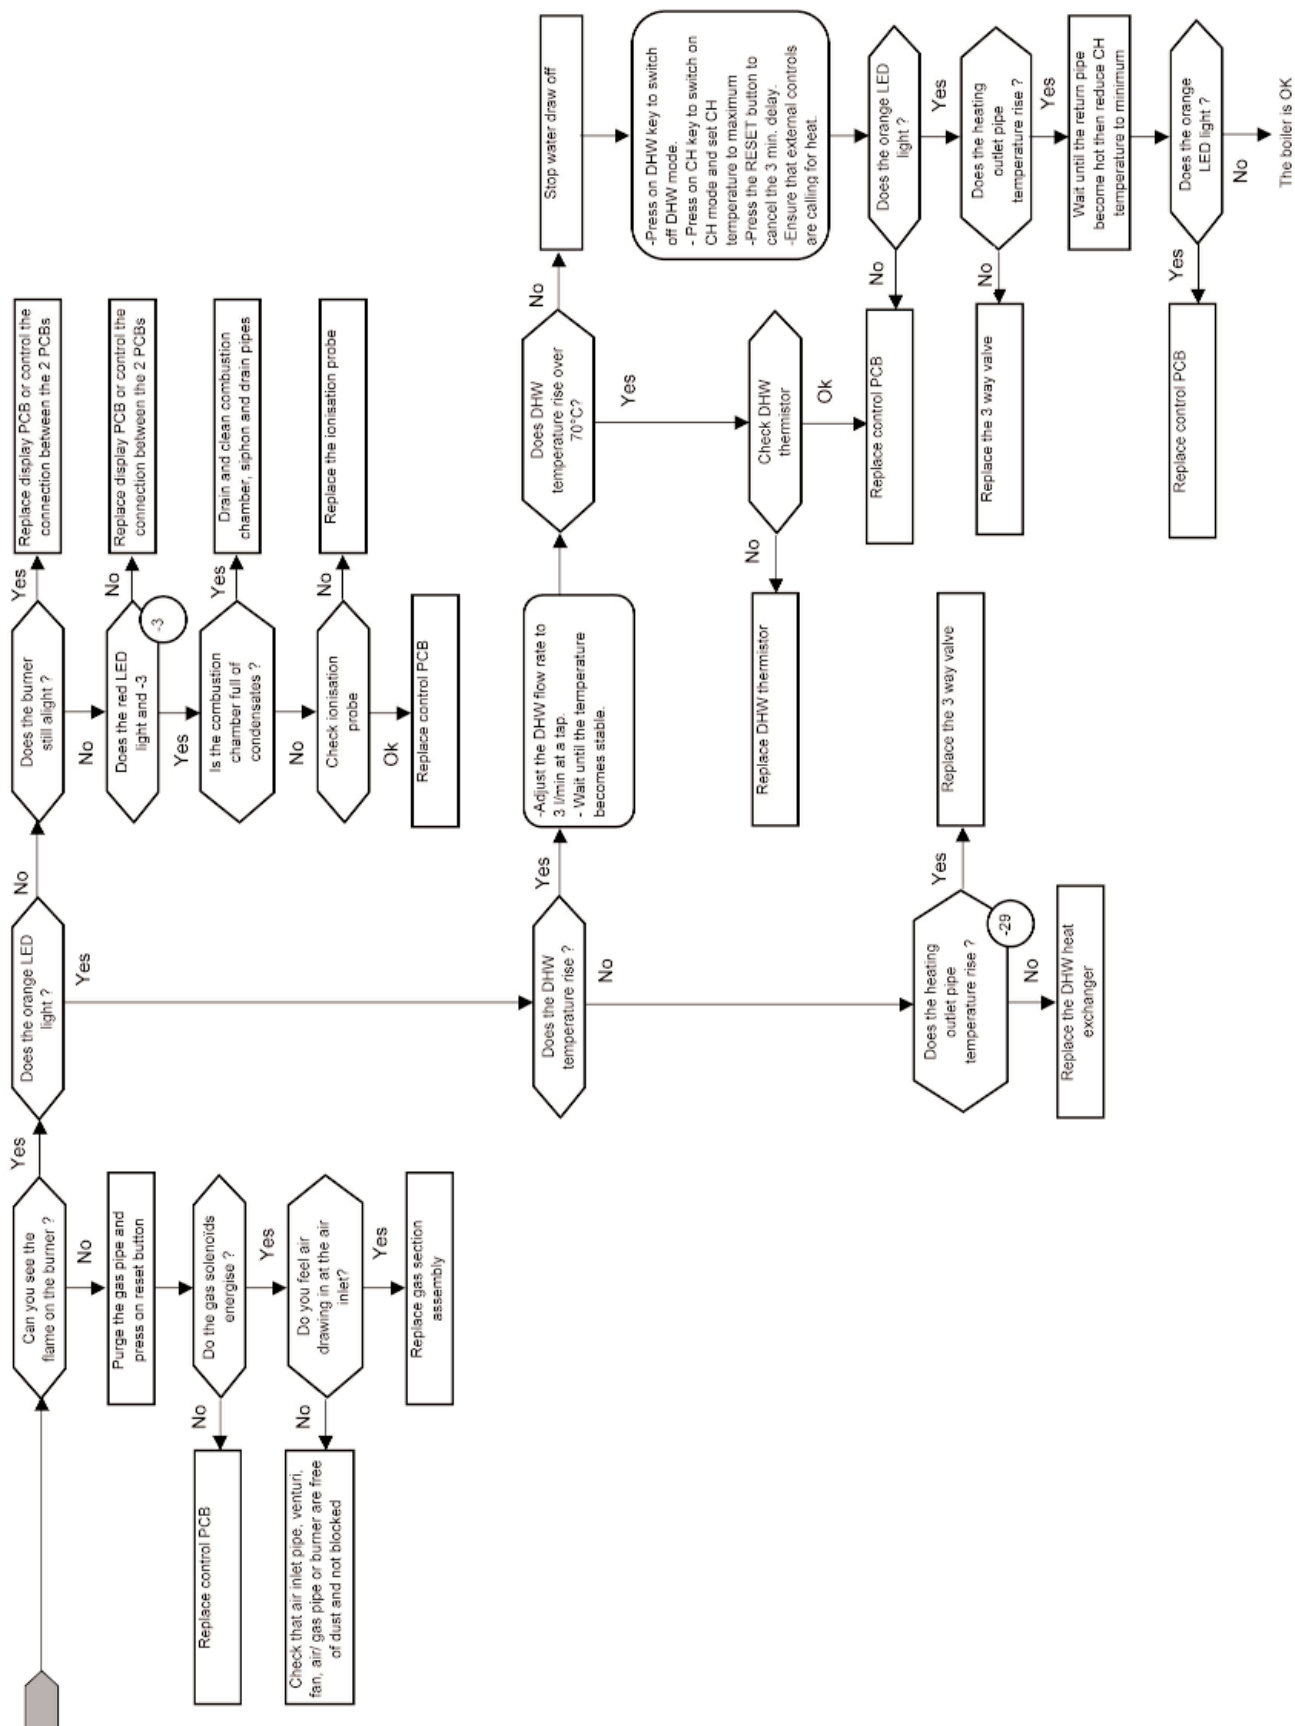 Can you see the
flame on the burner ?
Yes
No
Purge the gas pipe and
press on reset button
Do the gas solenoïds
energise ?
No
Yes
Replace control PCB
Do you feel air
drawing in at the air
inlet?
No
Yes
Check that air inlet pipe, venturi,
fan, air/ gas pipe or burner are free
of dust and not blocked
Replace gas section
assembly
Does the orange LED
light ?
No
Yes
Does the burner
still alight ?
Yes
No
Replace display PCB or control the
connection between the 2 PCBs
Does the red LED
light and -3
-3
No
Yes
Replace display PCB or control the
connection between the 2 PCBs
Is the combustion
chamber full of
condensates ?
Yes
No
Drain and clean combustion
chamber, siphon and drain pipes
Check ionisation
probe
No
Ok
Replace the ionisation probe
Replace control PCB
Does the DHW
temperature rise ?
Yes
No
-Adjust the DHW flow rate to
3 l/min at a tap.
- Wait until the temperature
becomes stable.
Does DHW
temperature rise over
70°C?
No
Yes
Stop water draw off
Check DHW
thermistor
No
Ok
Replace DHW thermistor
Replace control PCB
-Press on DHW key to switch
off DHW mode.
- Press on CH key to switch on
CH mode and set CH
temperature to maximum
-Press the RESET button to
cancel the 3 min. delay.
-Ensure that external controls
are calling for heat.
Does the orange LED
light ?
No
Yes
Does the heating
outlet pipe
temperature rise ?
No
Yes
Replace the 3 way valve
Wait until the return pipe
become hot then reduce CH
temperature to minimum
Does the orange
LED light ?
Yes
No
Replace control PCB
The boiler is OK
Does the heating
outlet pipe
temperature rise ?
-29
Yes
No
Replace the 3 way valve
Replace the DHW heat
exchanger